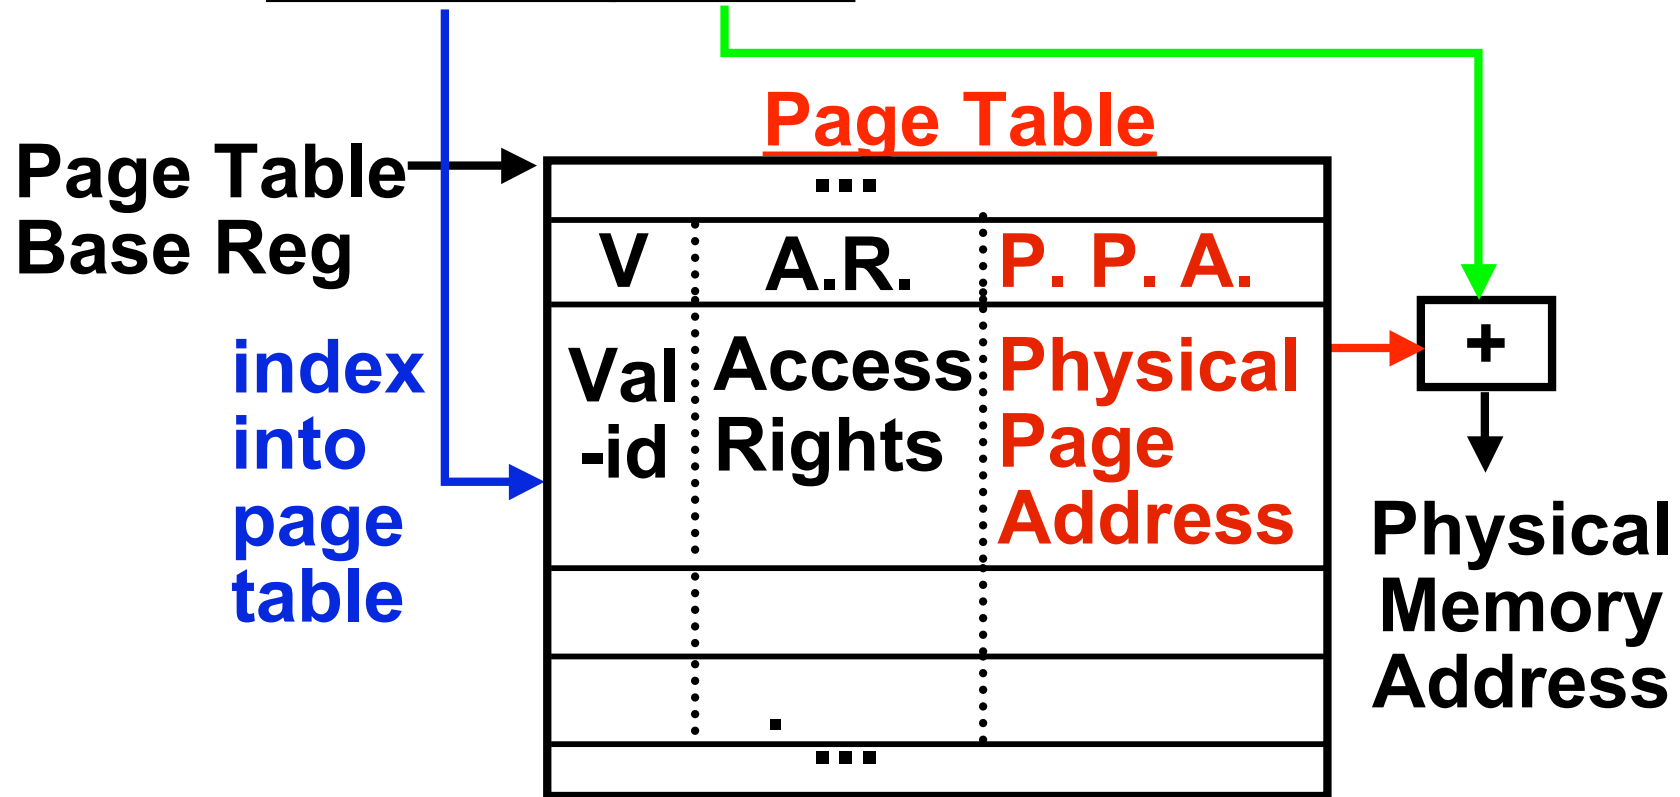 Page Table
Page Table
Base Reg
...
V A.R. P. P. A.
index
into
page
table
Val
-id
Access
Rights
Physical
Page
Address
+
Physical
Memory
Address
.
...